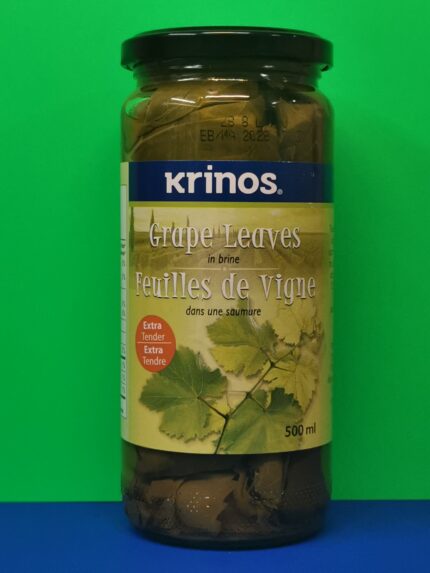 krinos®
Grape Leaves
in brine
Feuilles de Vigne
dans une saumure
Extra
Tender
Extra
Tendre
500 ml